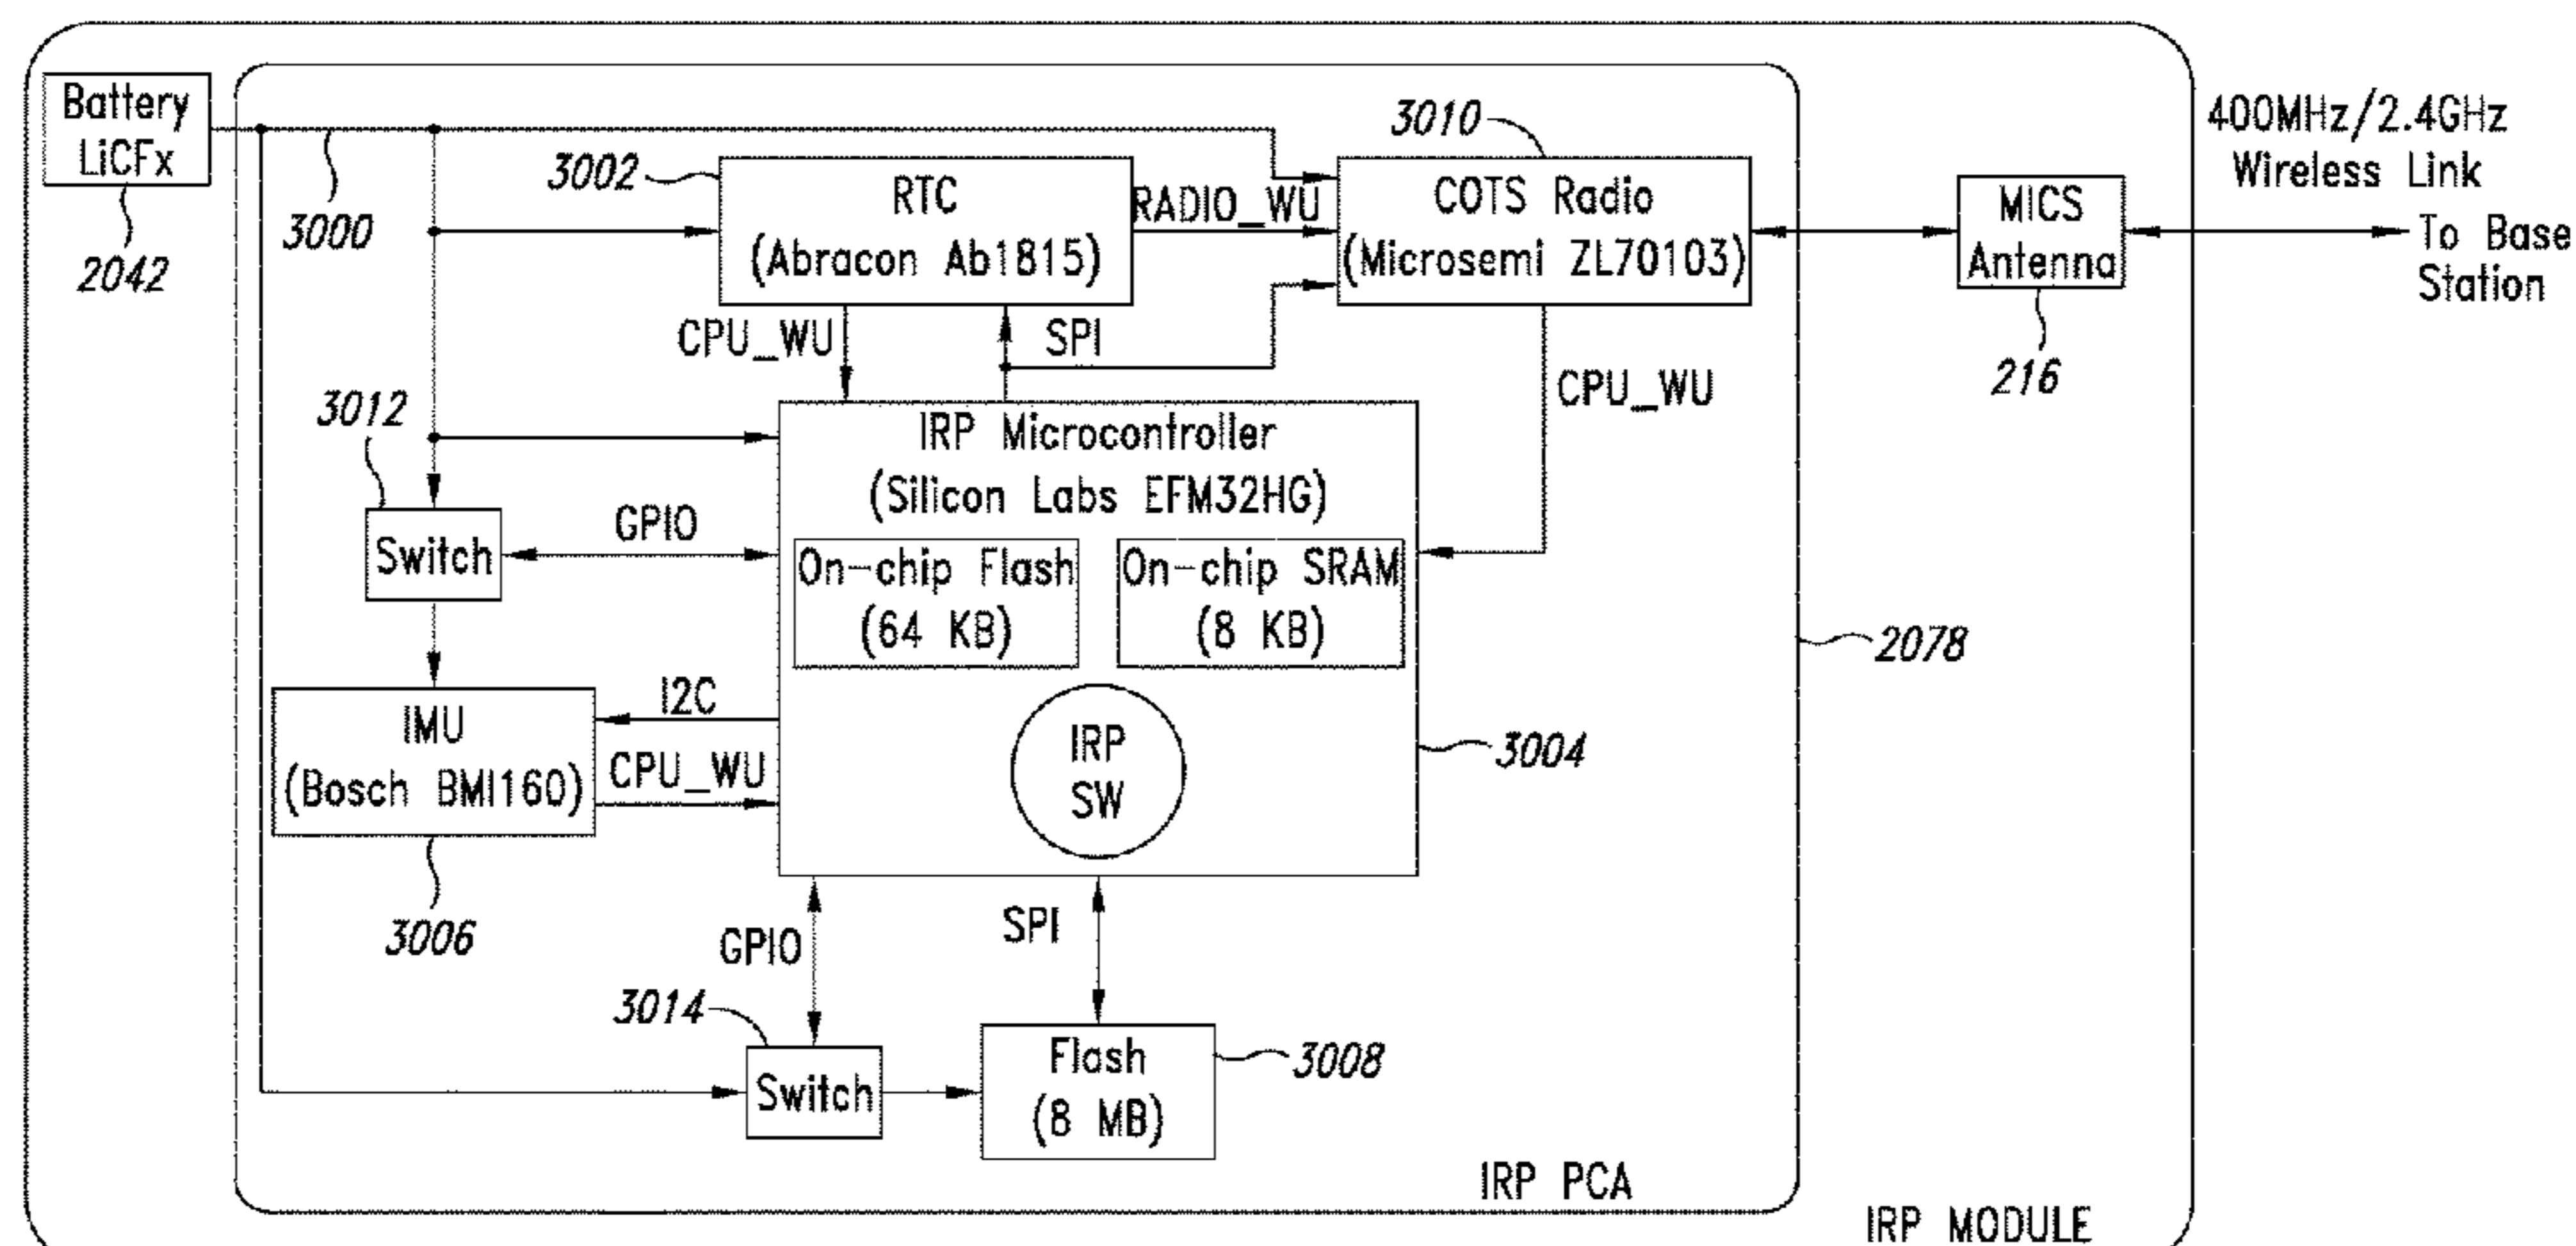 Battery
LiCFx
2042
3000
3002
RTC
(Abracon Ab1815)
RADIO_WU
3010
COTS Radio
(Microsemi ZL70103)
MICS
Antenna
216
400MHz/2.4GHz
Wireless Link
To Base
Station
CPU_WU
SPI
CPU_WU
3012
Switch
GPIO
IRP Microcontroller
(Silicon Labs EFM32HG)
On-chip Flash
(64 KB)
On-chip SRAM
(8 KB)
2078
IMU
(Bosch BMI160)
3006
I2C
CPU_WU
IRP
SW
3004
GPIO
SPI
3014
Switch
Flash
(8 MB)
3008
IRP PCA
IRP MODULE